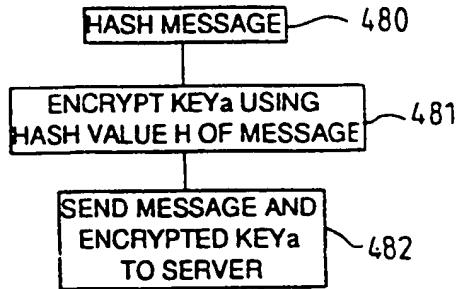 HASH MESSAGE
480
ENCRYPT KEYa USING
HASH VALUE H OF MESSAGE
481
SEND MESSAGE AND
ENCRYPTED KEYa
TO SERVER
482